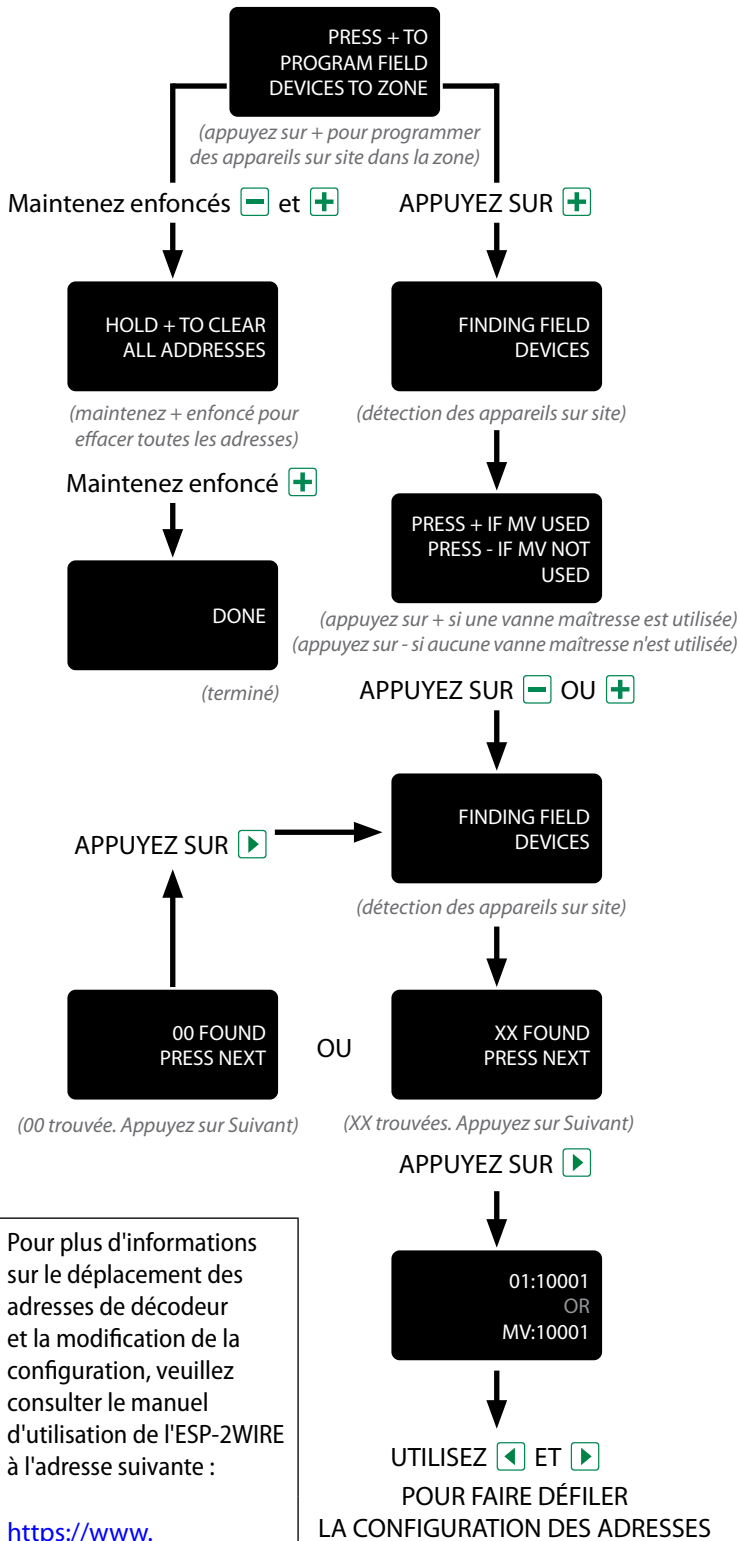 PRESS + TO
PROGRAM FIELD
DEVICES TO ZONE
(appuyez sur + pour programmer
des appareils sur site dans la zone)
Maintenez enfoncés - et +
HOLD + TO CLEAR
ALL ADDRESSES
(maintenez + enfoncé pour
effacer toutes les adresses)
Maintenez enfoncé +
DONE
(terminé)
APPUYEZ SUR +
FINDING FIELD
DEVICES
(détection des appareils sur site)
PRESS + IF MV USED
PRESS - IF MV NOT
USED
(appuyez sur + si une vanne maîtresse est utilisée)
(appuyez sur - si aucune vanne maîtresse n'est utilisée)
APPUYEZ SUR - OU +
FINDING FIELD
DEVICES
(détection des appareils sur site)
APPUYEZ SUR
00 FOUND
PRESS NEXT
(00 trouvée. Appuyez sur Suivant)
OU
XX FOUND
PRESS NEXT
(XX trouvées. Appuyez sur Suivant)
APPUYEZ SUR
01:10001
OR
MV:10001
UTILISEZ ET
POUR FAIRE DÉFILER
LA CONFIGURATION DES ADRESSES
Pour plus d'informations
sur le déplacement des
adresses de décodeur
et la modification de la
configuration, veuillez
consulter le manuel
d'utilisation de l'ESP-2WIRE
à l'adresse suivante :
https://www.